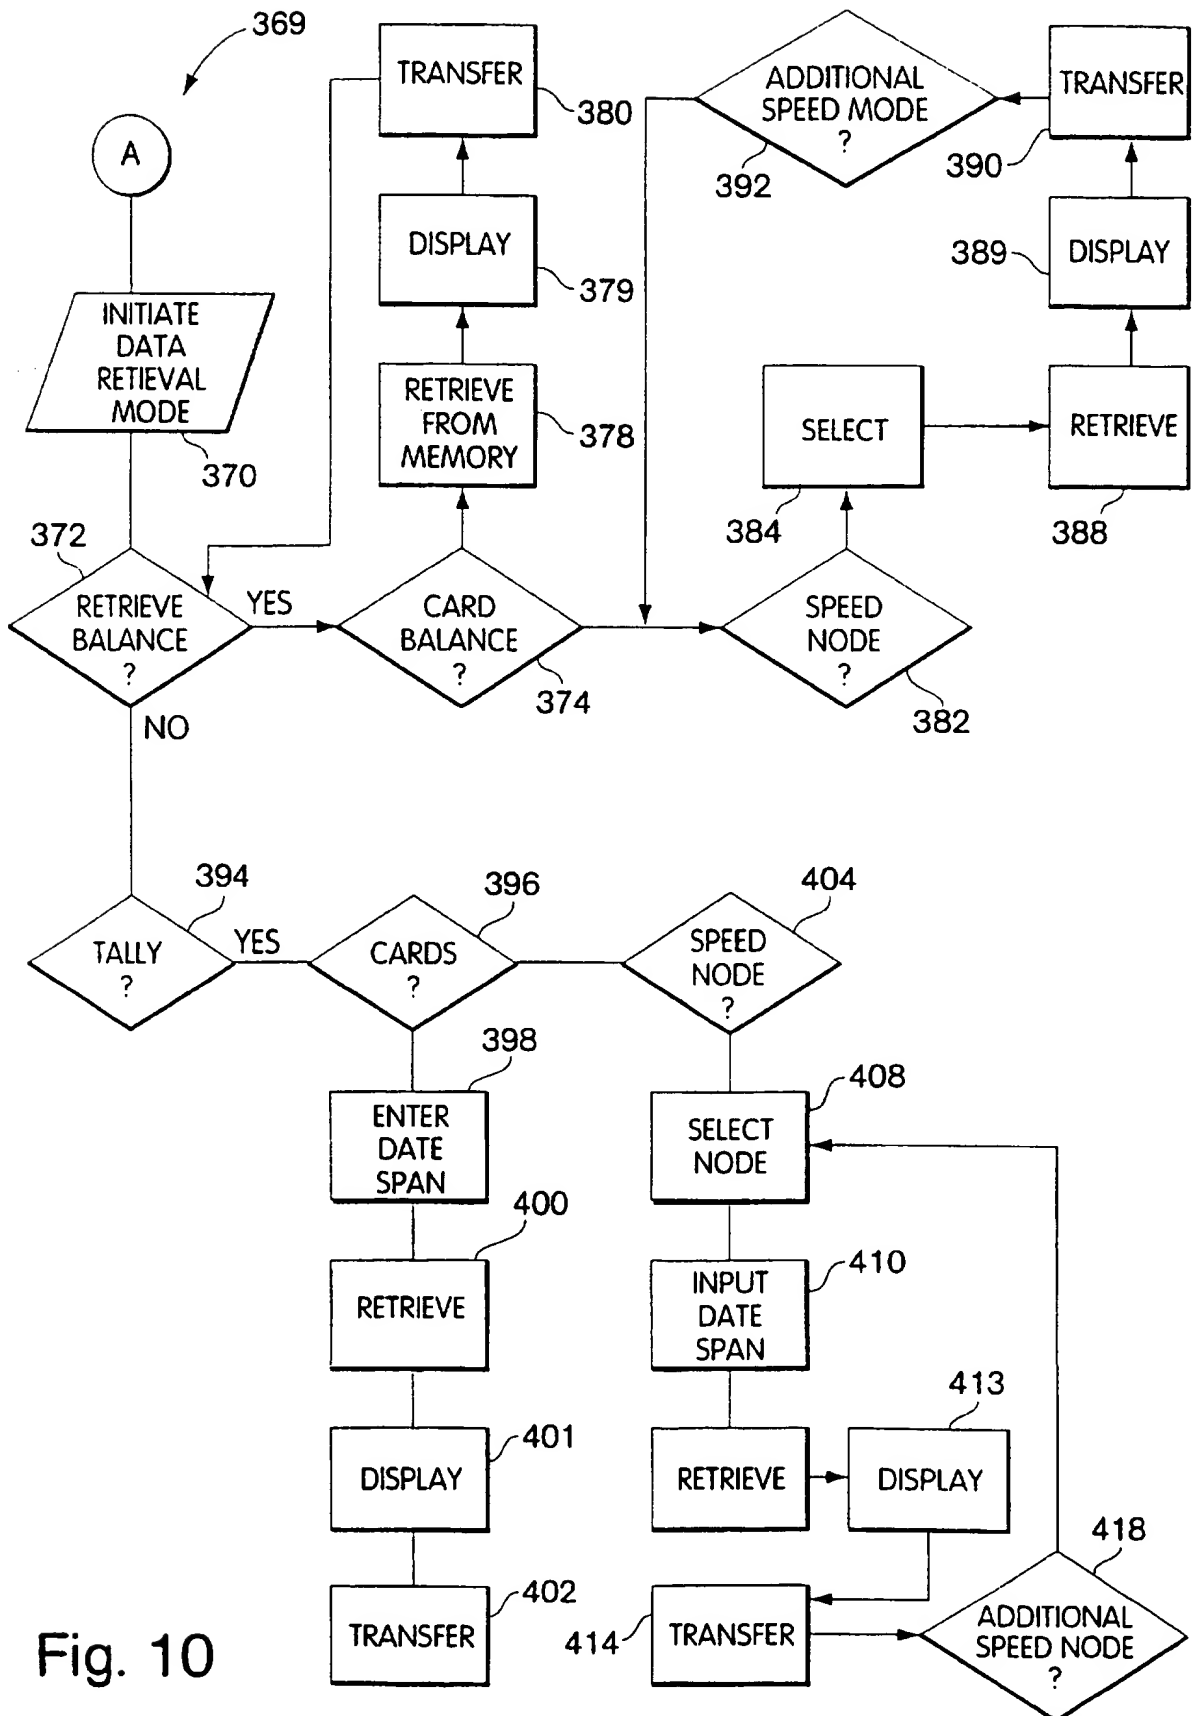 369
A
INITIATE
DATA
RETIEVAL
MODE
370
372
RETRIEVE
BALANCE
?
YES
NO
TRANSFER
380
DISPLAY
379
RETRIEVE
FROM
MEMORY
378
CARD
BALANCE
?
374
ADDITIONAL
SPEED MODE
?
392
TRANSFER
390
DISPLAY
389
SELECT
384
RETRIEVE
388
SPEED
NODE
?
382
394
TALLY
?
YES
396
CARDS
?
404
SPEED
NODE
?
398
ENTER
DATE
SPAN
400
RETRIEVE
401
DISPLAY
402
TRANSFER
408
SELECT
NODE
410
INPUT
DATE
SPAN
RETRIEVE
413
DISPLAY
414
TRANSFER
418
ADDITIONAL
SPEED NODE
?
Fig. 10